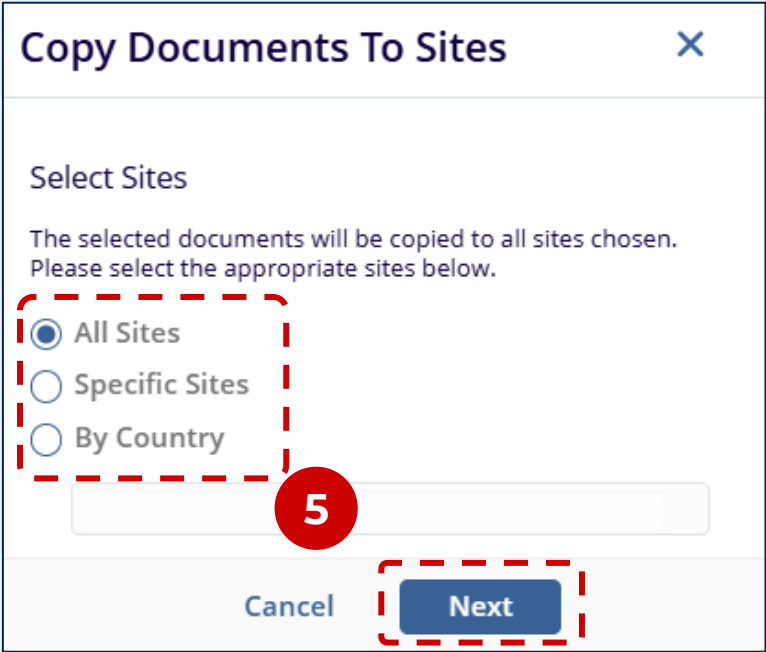 Copy Documents To Sites
Select Sites
The selected documents will be copied to all sites chosen.
Please select the appropriate sites below.
All Sites
Specific Sites
By Country
5
Cancel
Next